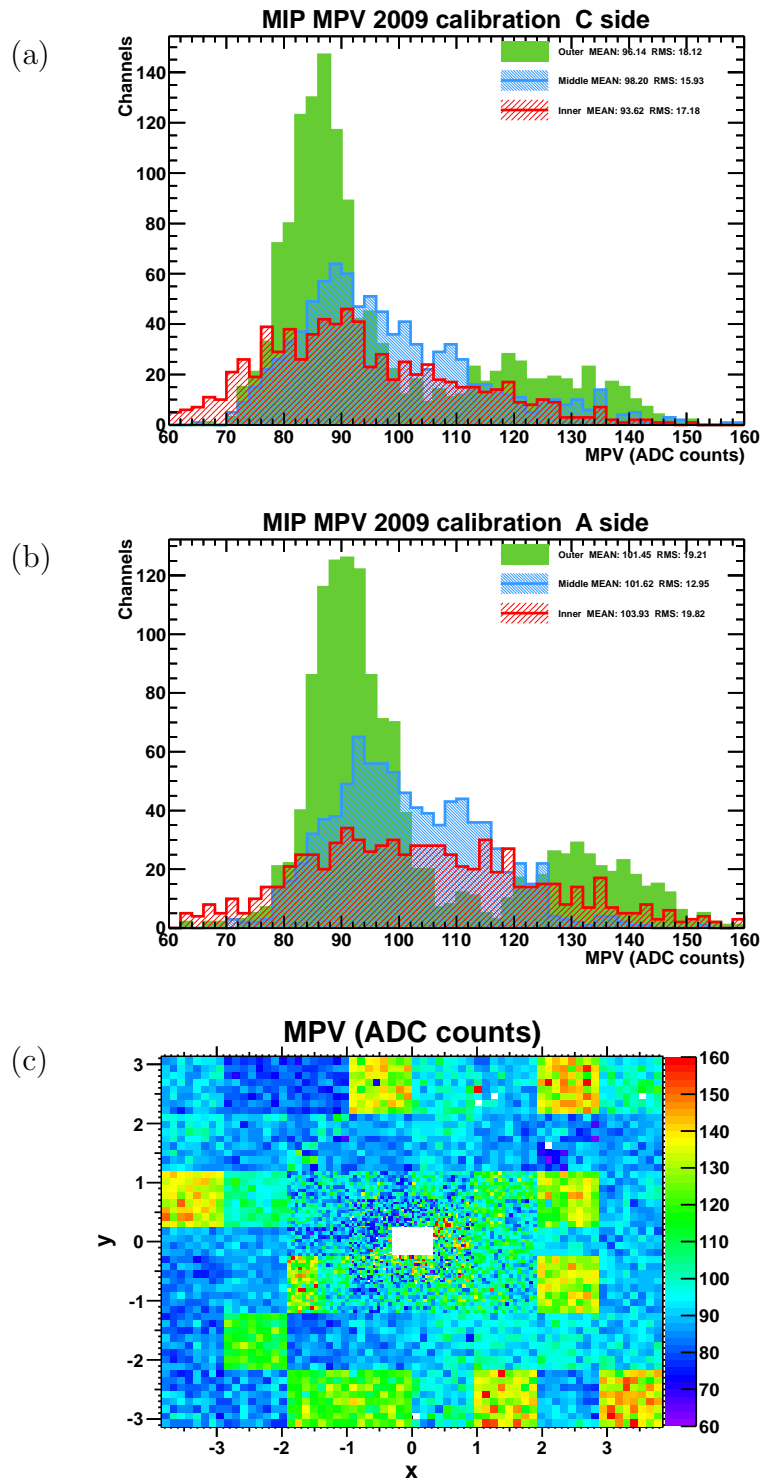 (a)
MIP MPV 2009 calibration C side
Channels
Outer MEAN: 96.14 RMS: 18.12
Middle MEAN: 98.20 RMS: 15.93
Inner MEAN: 93.62 RMS: 17.18
140
120
100
80
60
40
20
0
60 70 80 90 100 110 120 130 140 150 160
MPV (ADC counts)
(b)
MIP MPV 2009 calibration A side
Channels
Outer MEAN: 101.45 RMS: 19.21
Middle MEAN: 101.62 RMS: 12.95
Inner MEAN: 103.93 RMS: 19.82
120
100
80
60
40
20
0
60 70 80 90 100 110 120 130 140 150 160
MPV (ADC counts)
(c)
MPV (ADC counts)
y
3
2
1
0
-1
-2
-3
-3 -2 -1 0 1 2 3
x
160
150
140
130
120
110
100
90
80
70
60